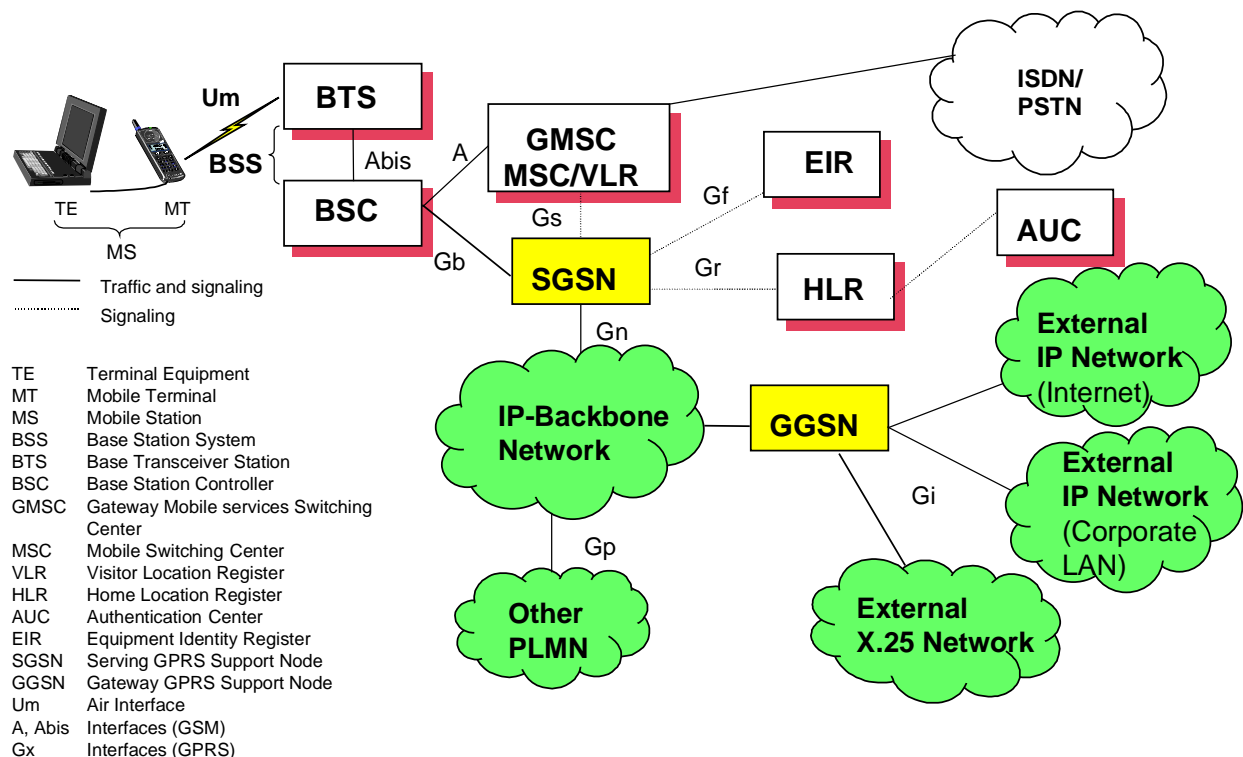 Um
BTS
BSS
Abis
BSC
TE
MT
MS
A
Gb
GMSC
MSC/VLR
ISDN/
PSTN
EIR
Gs
Gf
SGSN
Gr
HLR
AUC
Gn
Traffic and signaling
Signaling
IP-Backbone
Network
GGSN
External
IP Network
(Internet)
External
IP Network
(Corporate
LAN)
Gi
Gp
Other
PLMN
External
X.25 Network
TE Terminal Equipment
MT Mobile Terminal
MS Mobile Station
BSS Base Station System
BTS Base Transceiver Station
BSC Base Station Controller
GMSC Gateway Mobile services Switching
Center
MSC Mobile Switching Center
VLR Visitor Location Register
HLR Home Location Register
AUC Authentication Center
EIR Equipment Identity Register
SGSN Serving GPRS Support Node
GGSN Gateway GPRS Support Node
Um Air Interface
A, Abis Interfaces (GSM)
Gx Interfaces (GPRS)